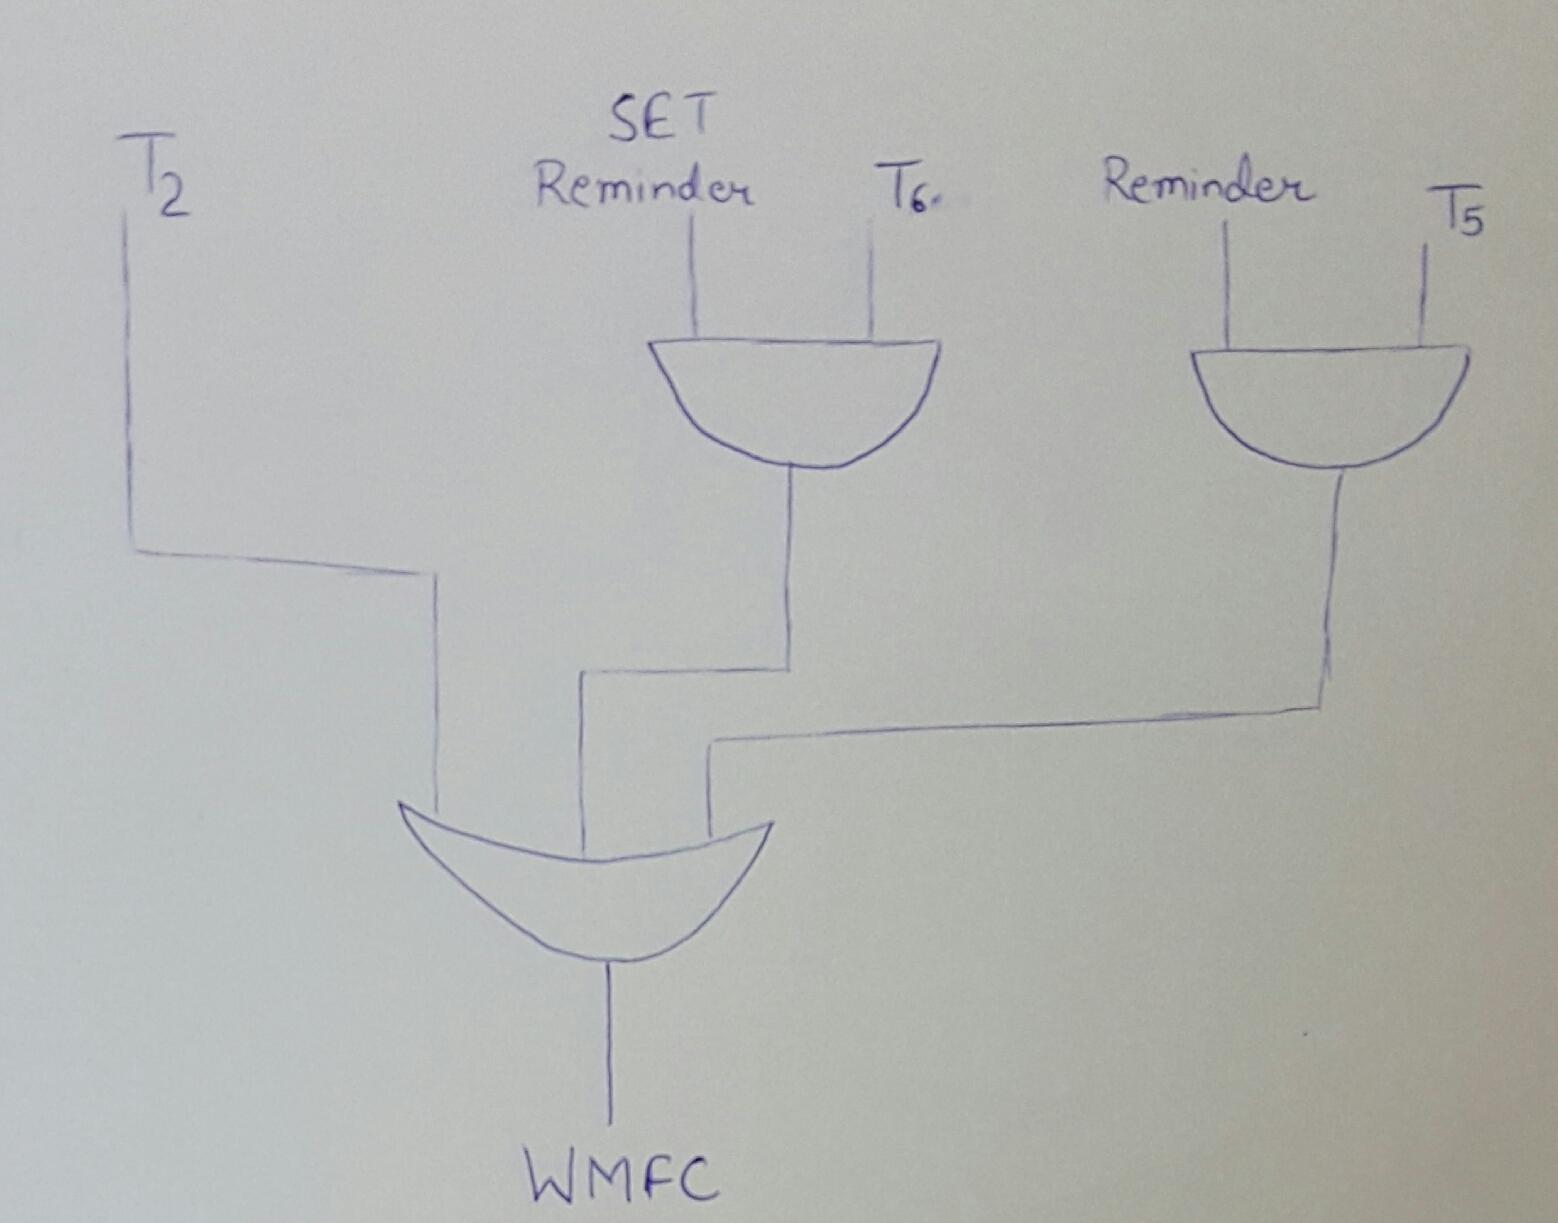 T2
SET
Reminder
T6.
Reminder
T5
WMFC